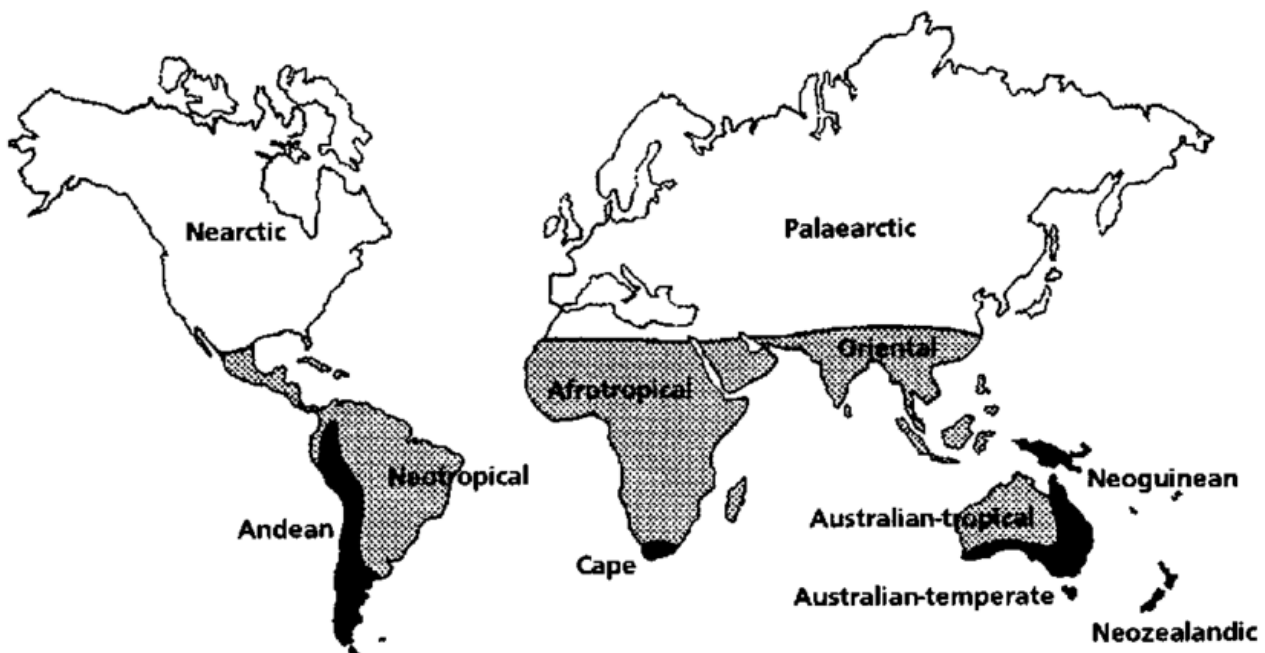 Nearctic
Palaearctic
Oriental
Afrotropical
Neotropical
Neoguinean
Andean
Australian-tropical
Cape
Australian-temperate
Neozealandic